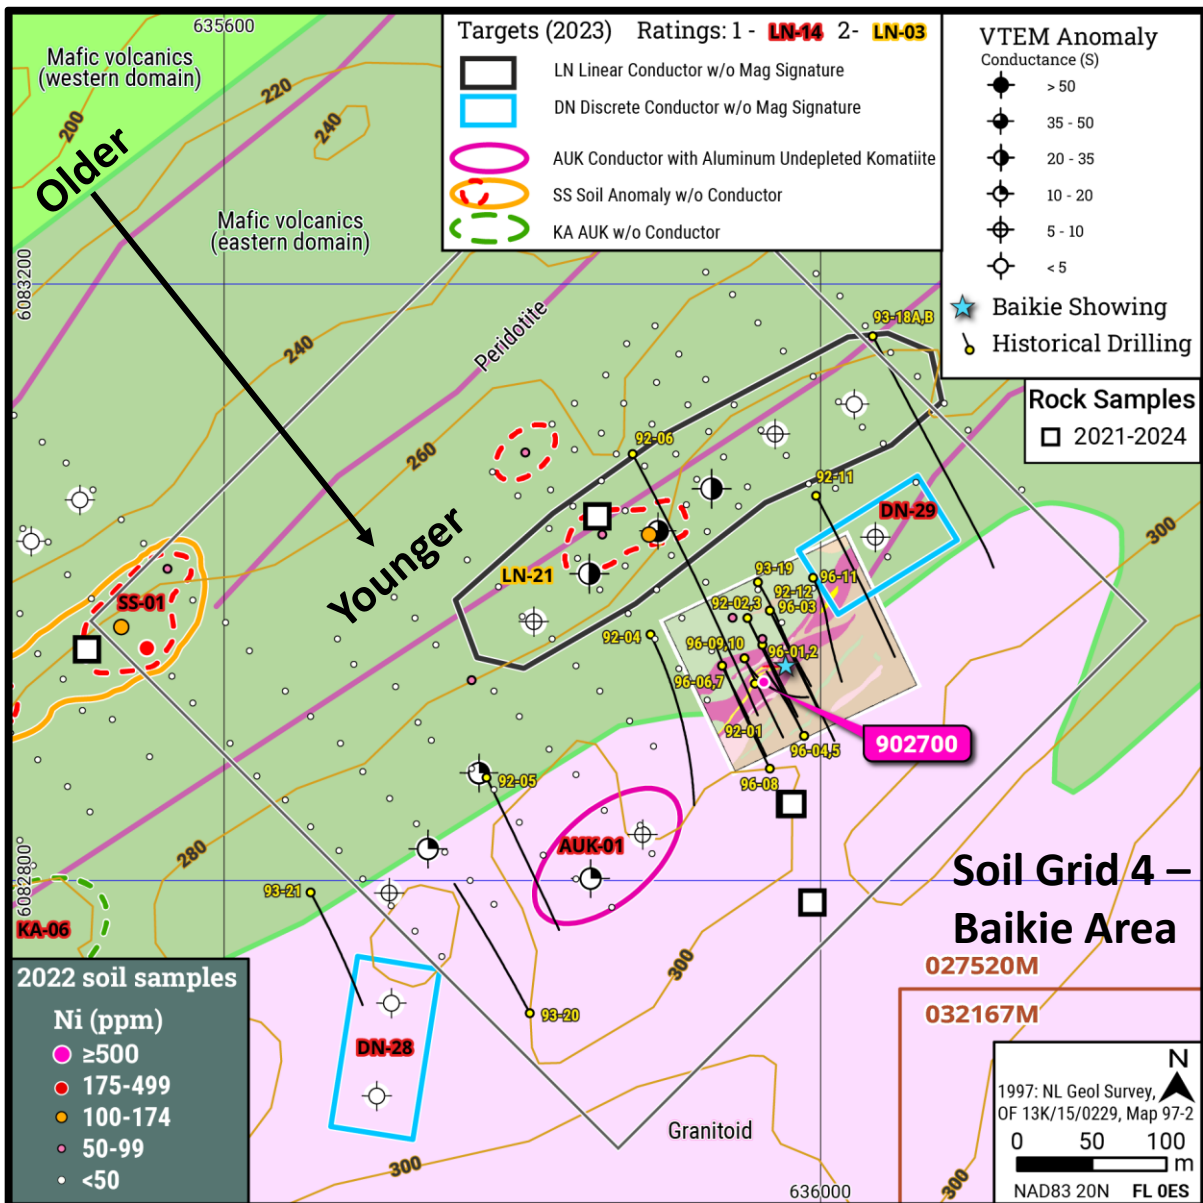 635600
Mafic volcanics
(western domain)
200
220
240
Older
Mafic volcanics
(eastern domain)
Targets (2023) Ratings: 1 - LN-14 2- LN-03
LN Linear Conductor w/o Mag Signature
DN Discrete Conductor w/o Mag Signature
AUK Conductor with Aluminum Undepleted Komatiite
SS Soil Anomaly w/o Conductor
KA AUK w/o Conductor
VTEM Anomaly
Conductance (S)
> 50
35 - 50
20 - 35
10 - 20
5 - 10
< 5
Baikie Showing
Historical Drilling
Rock Samples
2021-2024
6083200
240
Peridotite
93-18A,B
260
92-06
92-11
DN-29
300
Younger
LN-21
93-19
96-11
92-12
96-03
92-02,3
SS-01
92-04
96-09,10
96-01,2
96-06,7
92-01
96-04,5
902700
96-08
92-05
AUK-01
280
6082800
93-21
KA-06
300
Soil Grid 4 –
Baikie Area
027520M
032167M
93-20
DN-28
2022 soil samples
Ni (ppm)
≥500
175-499
100-174
50-99
<50
Granitoid
300
300
636000
N
1997: NL Geol Survey,
OF 13K/15/0229, Map 97-2
0 50 100
m
NAD83 20N FL 0ES